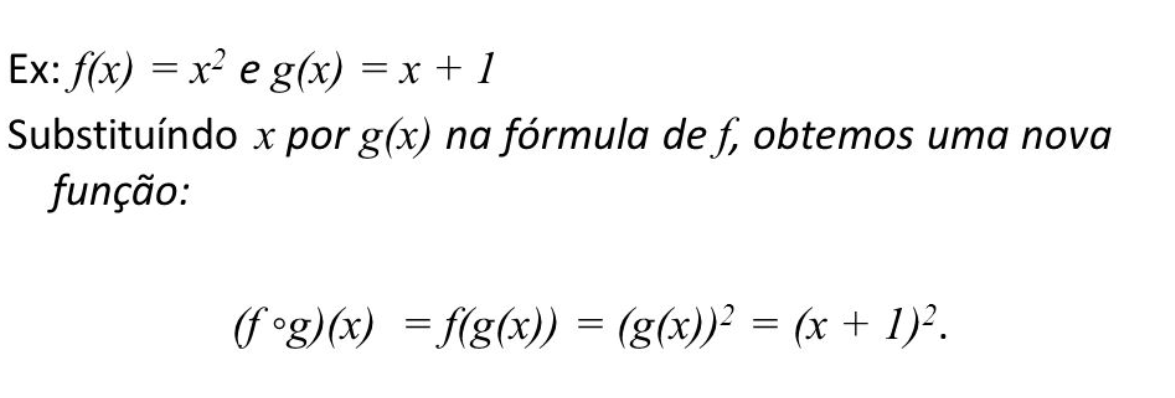 Ex: f(x) = x² e g(x) = x + 1
Substituíndo x por g(x) na fórmula de f, obtemos uma nova
função:
(f∘g)(x) = f(g(x)) = (g(x))² = (x + 1)².